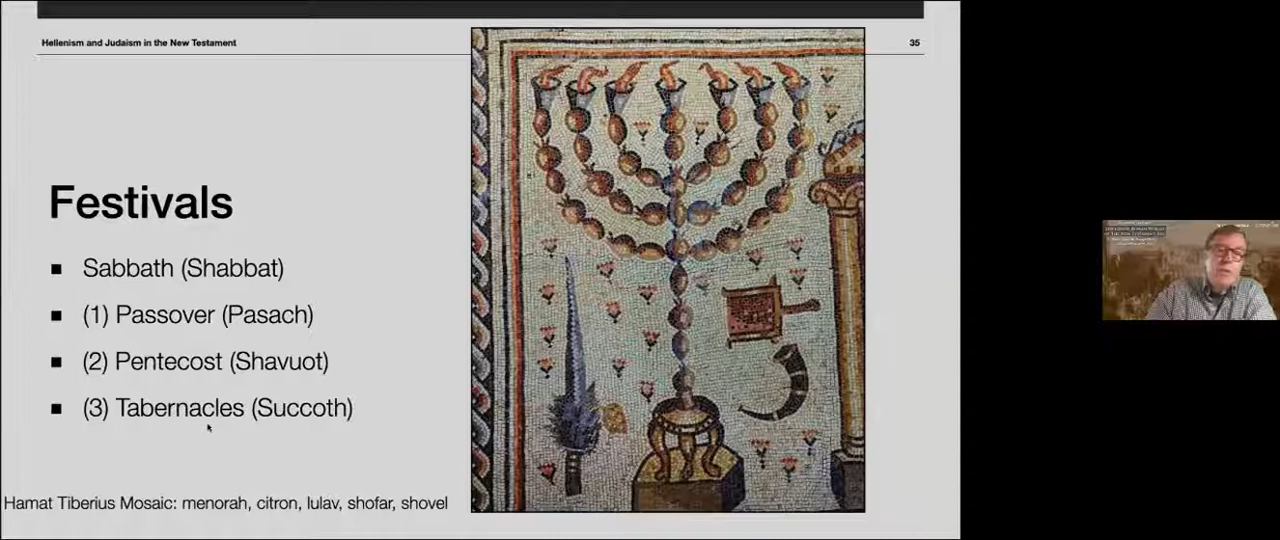 Hellenism and Judaism in the New Testament
35
Festivals
Sabbath (Shabbat)
(1) Passover (Pasach)
(2) Pentecost (Shavuot)
(3) Tabernacles (Succoth)
Hamat Tiberius Mosaic: menorah, citron, lulav, shofar, shovel